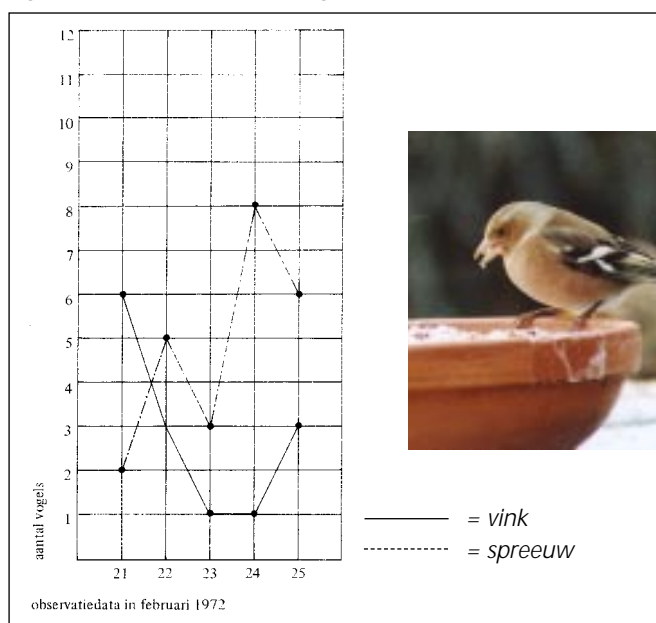 12
11
10
9
8
7
6
5
4
3
2
1
aantal vogels
21 22 23 24 25
observatiedata in februari 1972
= vink
= spreeuw